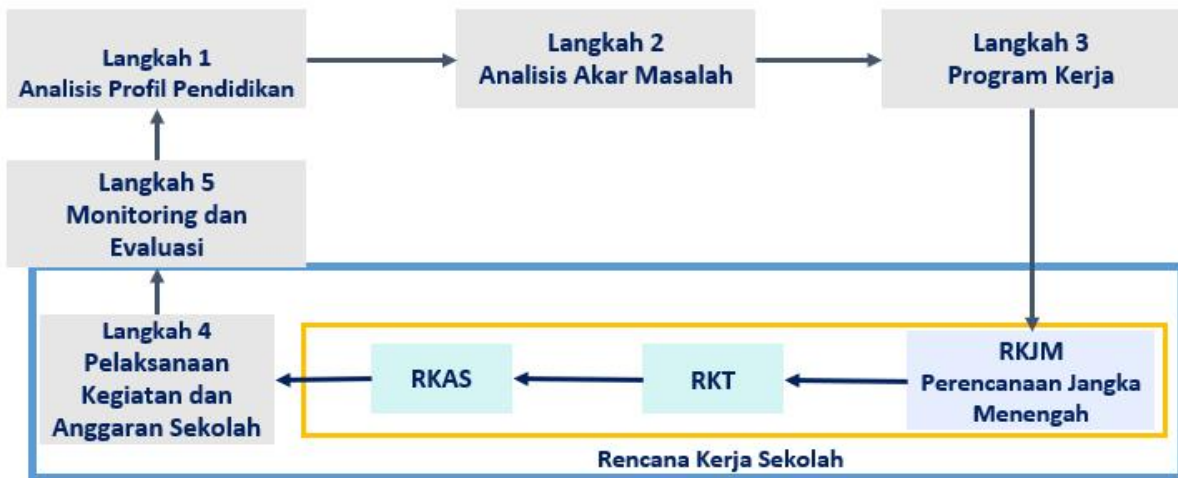 Langkah 1
Analisis Profil Pendidikan
Langkah 2
Analisis Akar Masalah
Langkah 3
Program Kerja
Langkah 5
Monitoring dan
Evaluasi
Langkah 4
Pelaksanaan
Kegiatan dan
Anggaran Sekolah
RKAS
RKT
RKJM
Perencanaan Jangka
Menengah
Rencana Kerja Sekolah